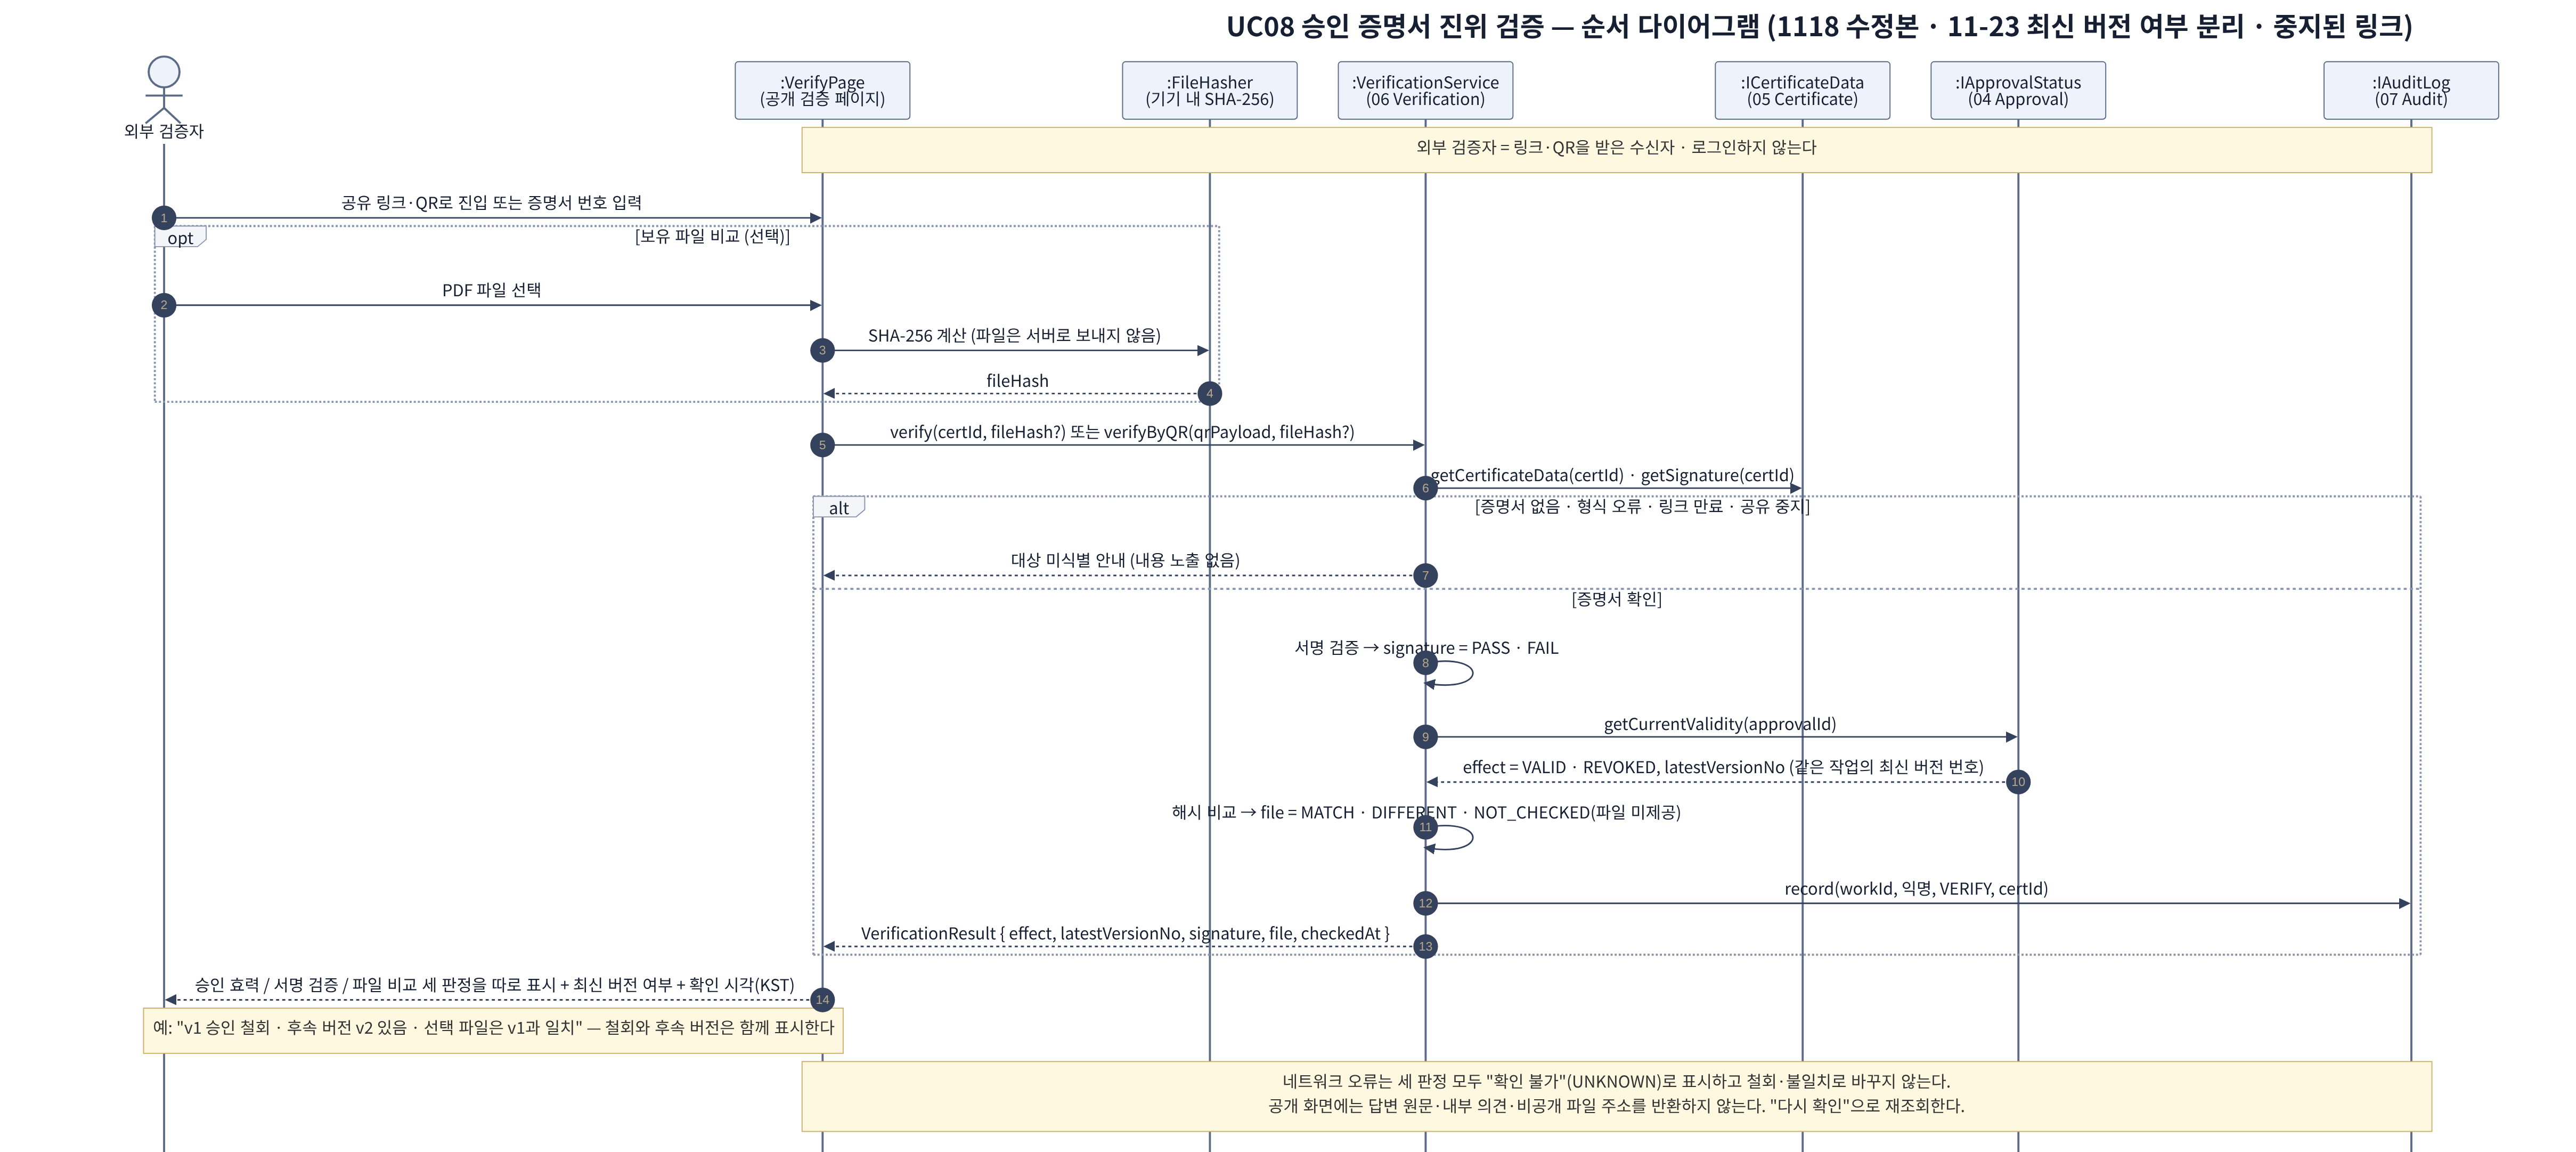 UC08 승인 증명서 진위 검증 — 순서 다이어그램 (1118 수정본 · 11-23 최신 버전 여부 분리 · 중지된 링크)
외부 검증자
:VerifyPage
(공개 검증 페이지)
:FileHasher
(기기 내 SHA-256)
:VerificationService
(06 Verification)
:ICertificateData
(05 Certificate)
:IApprovalStatus
(04 Approval)
:IAuditLog
(07 Audit)
외부 검증자 = 링크·QR을 받은 수신자 · 로그인하지 않는다
공유 링크·QR로 진입 또는 증명서 번호 입력
1
opt
[보유 파일 비교 (선택)]
PDF 파일 선택
2
SHA-256 계산 (파일은 서버로 보내지 않음)
3
fileHash
4
verify(certId, fileHash?) 또는 verifyByQR(qrPayload, fileHash?)
5
getCertificateData(certId) · getSignature(certId)
6
alt
[증명서 없음 · 형식 오류 · 링크 만료 · 공유 중지]
대상 미식별 안내 (내용 노출 없음)
7
[증명서 확인]
서명 검증 → signature = PASS · FAIL
8
getCurrentValidity(approvalId)
9
effect = VALID · REVOKED, latestVersionNo (같은 작업의 최신 버전 번호)
10
해시 비교 → file = MATCH · DIFFERENT · NOT_CHECKED(파일 미제공)
11
record(workId, 익명, VERIFY, certId)
12
VerificationResult { effect, latestVersionNo, signature, file, checkedAt }
13
승인 효력 / 서명 검증 / 파일 비교 세 판정을 따로 표시 + 최신 버전 여부 + 확인 시각(KST)
14
예: "v1 승인 철회 · 후속 버전 v2 있음 · 선택 파일은 v1과 일치" — 철회와 후속 버전은 함께 표시한다
네트워크 오류는 세 판정 모두 "확인 불가"(UNKNOWN)로 표시하고 철회·불일치로 바꾸지 않는다.
공개 화면에는 답변 원문·내부 의견·비공개 파일 주소를 반환하지 않는다. "다시 확인"으로 재조회한다.